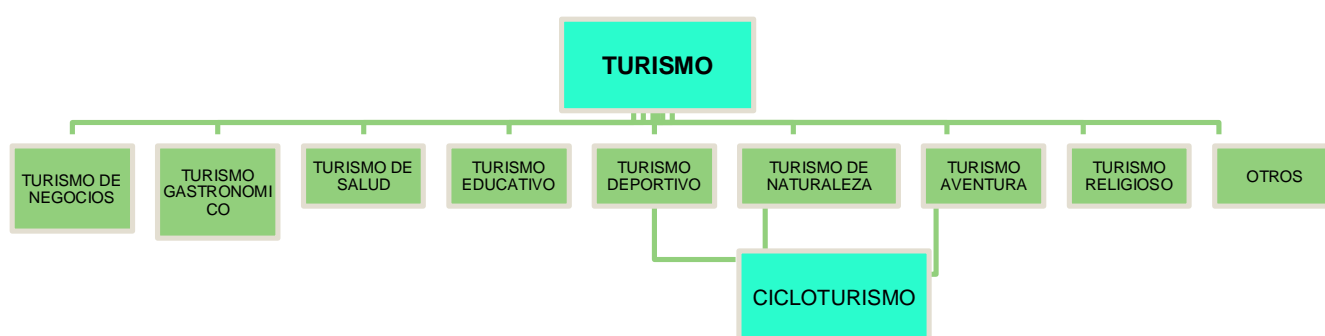 TURISMO
TURISMO DE
NEGOCIOS
TURISMO
GASTRONOMI
CO
TURISMO DE
SALUD
TURISMO
EDUCATIVO
TURISMO
DEPORTIVO
TURISMO DE
NATURALEZA
TURISMO
AVENTURA
TURISMO
RELIGIOSO
OTROS
CICLOTURISMO